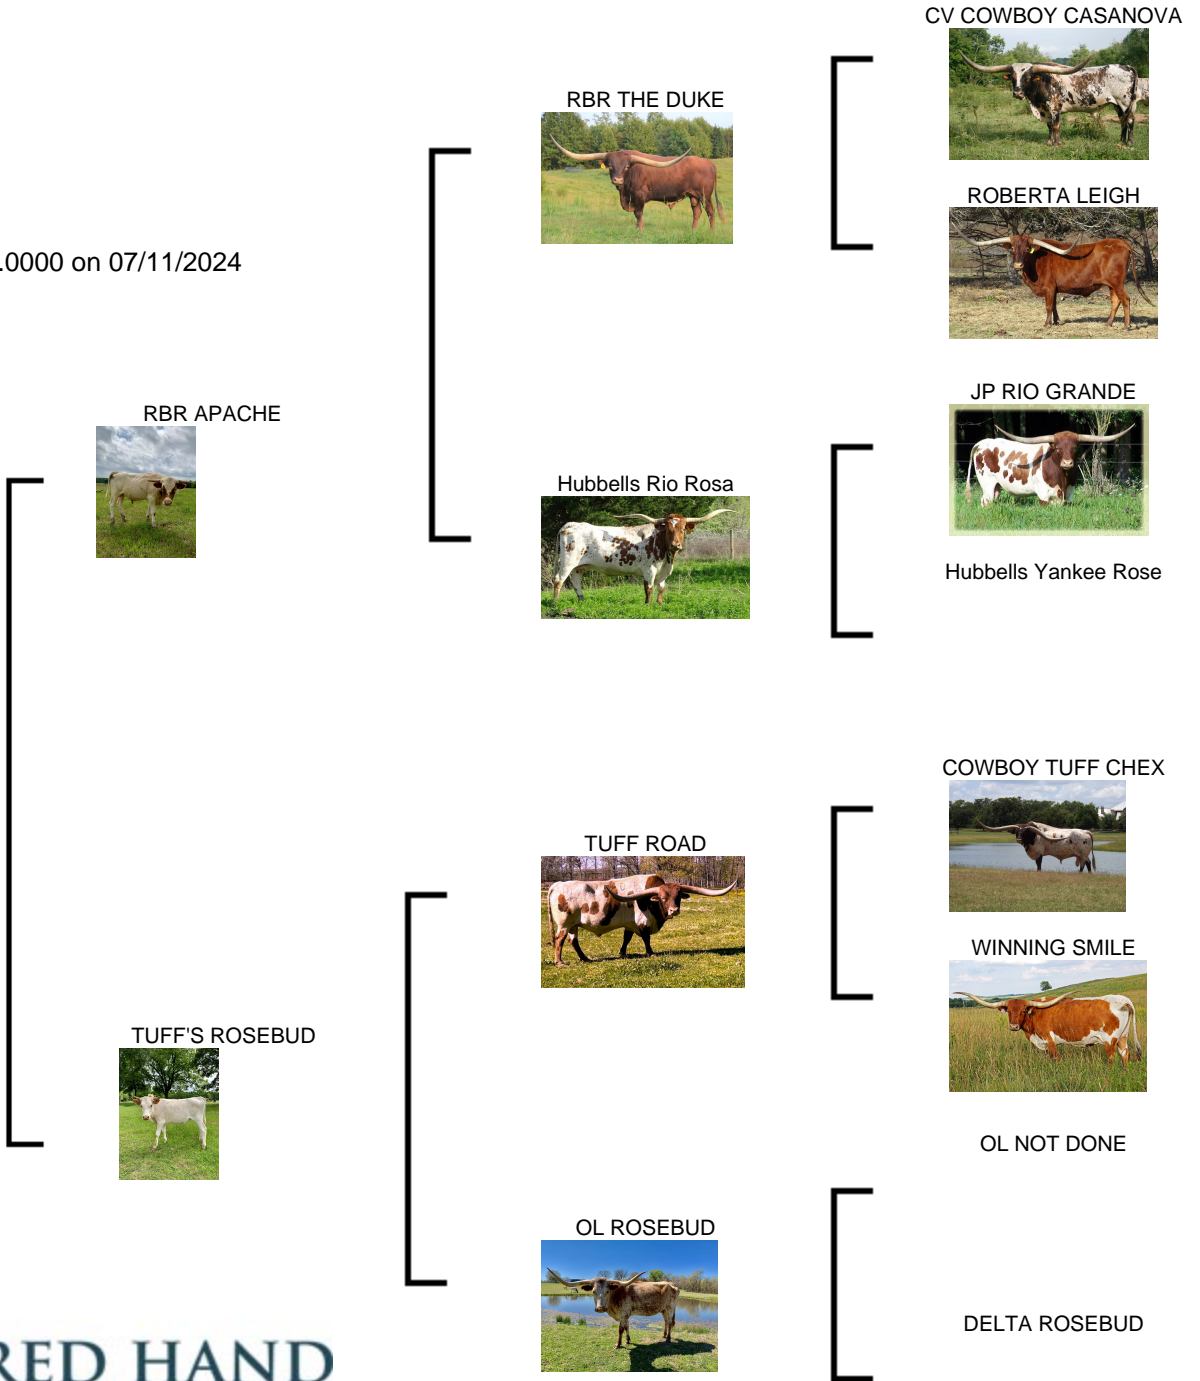 CV COWBOY CASANOVA
RBR THE DUKE
ROBERTA LEIGH
.0000 on 07/11/2024
JP RIO GRANDE
RBR APACHE
Hubbells Rio Rosa
Hubbells Yankee Rose
COWBOY TUFF CHEX
TUFF ROAD
WINNING SMILE
TUFF'S ROSEBUD
OL NOT DONE
OL ROSEBUD
DELTA ROSEBUD
RED HAND